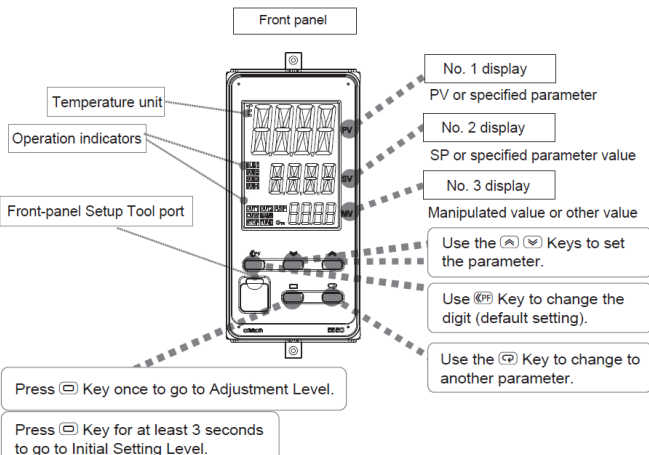 Front panel
No. 1 display
PV or specified parameter
Temperature unit
PV
No. 2 display
Operation indicators
SP or specified parameter value
SV
No. 3 display
Front-panel Setup Tool port
MV
Manipulated value or other value
Use the Keys to set
the parameter.
PF
Use PF Key to change the
digit (default setting).
omron
Use the Key to change to
another parameter.
Press Key once to go to Adjustment Level.
Press Key for at least 3 seconds
to go to Initial Setting Level.